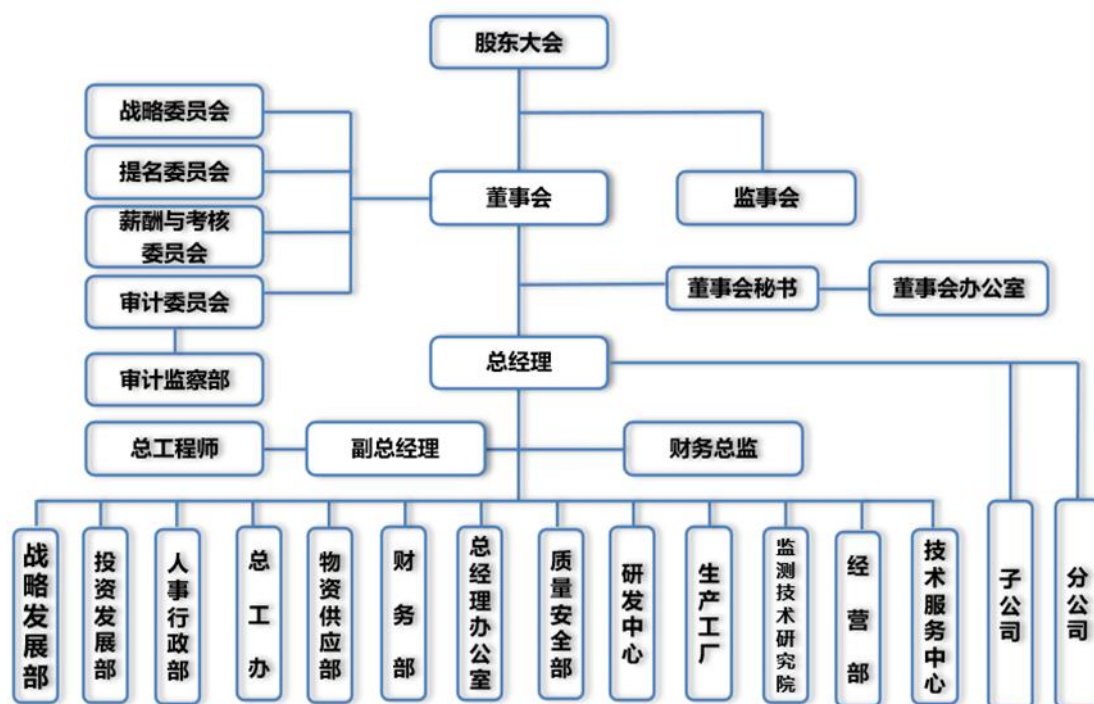 股东大会
战略委员会
提名委员会
董事会
监事会
薪酬与考核
委员会
审计委员会
董事会秘书
董事会办公室
总经理
审计监察部
总工程师
副总经理
财务总监
战略发展部
投资发展部
人事行政部
总工办
物资供应部
财务部
总经理办公室
质量安全部
研发中心
生产工厂
监测技术研究院
经营部
技术服务中心
子公司
分公司